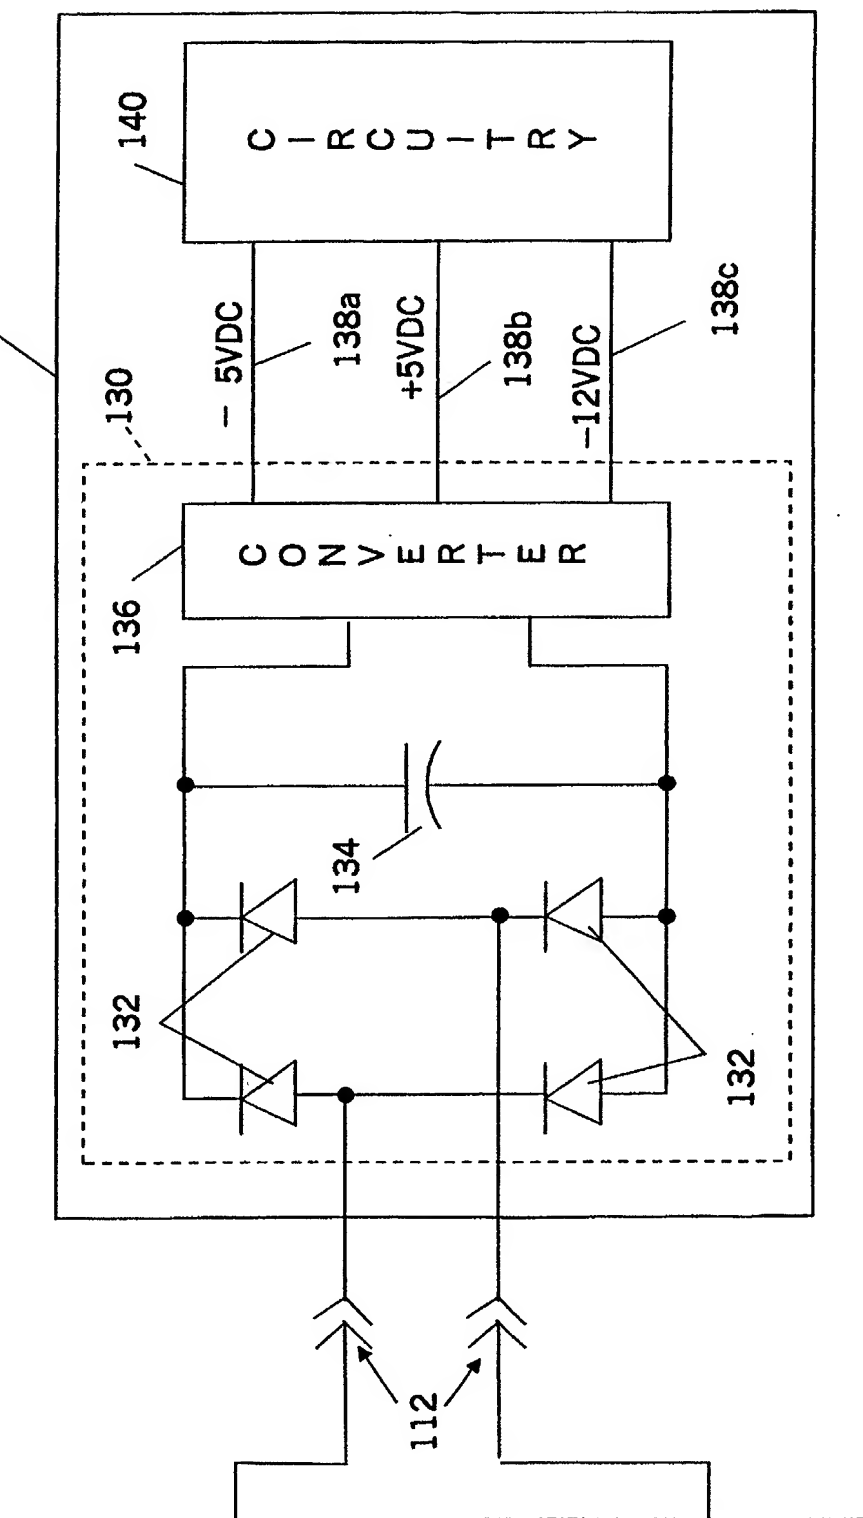 140
CIRCUITRY
– 5VDC
138a
+5VDC
138b
–12VDC
138c
130
136
CONVERTER
134
132
132
112